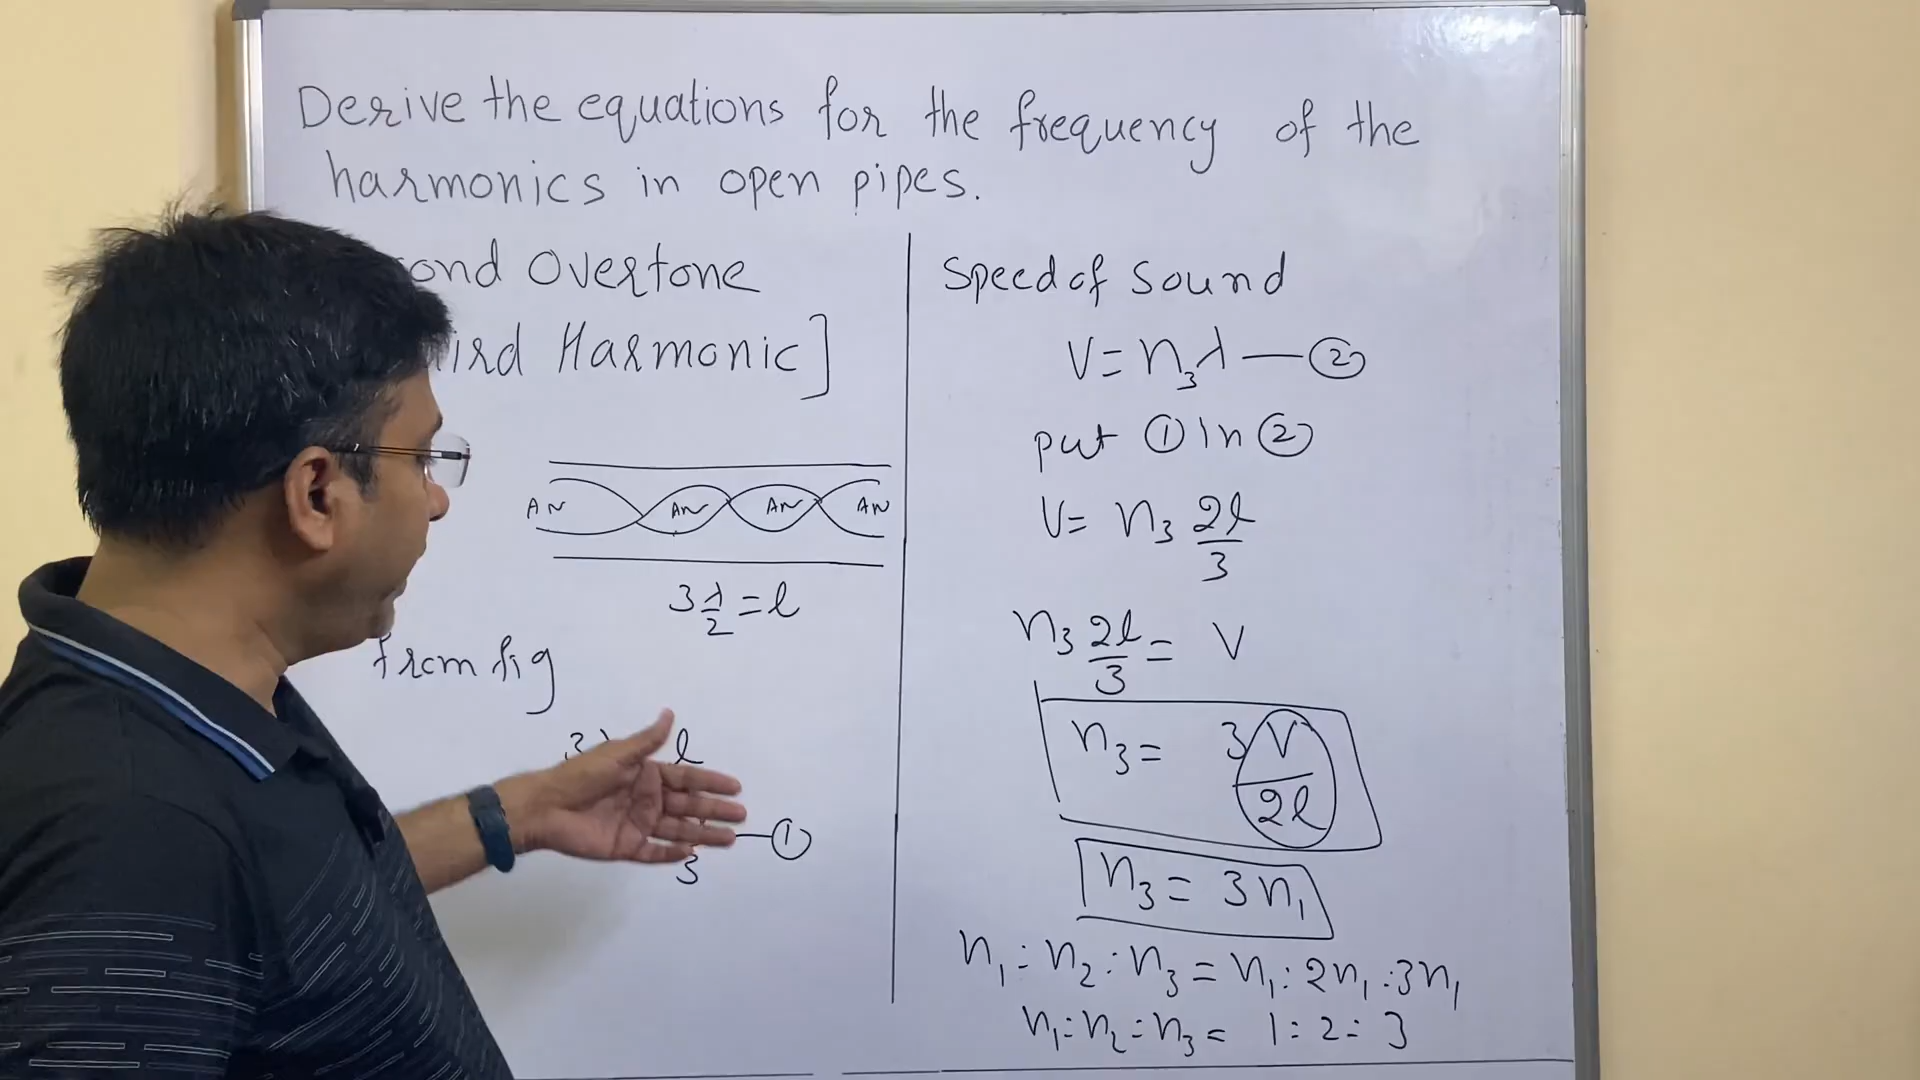 Derive the equations for the frequency of the
harmonics in open pipes.
ond Overtone
ird Harmonic]
AN AN AN AN
3λ/2 = l
from fig
l
3 —①
Speed of Sound
V = n₃λ —②
put ① in ②
V = n₃ 2l/3
n₃ 2l/3 = V
n₃ = 3 V/2l
n₃ = 3n₁
n₁ : n₂ : n₃ = n₁ : 2n₁ : 3n₁
n₁ : n₂ : n₃ = 1 : 2 : 3